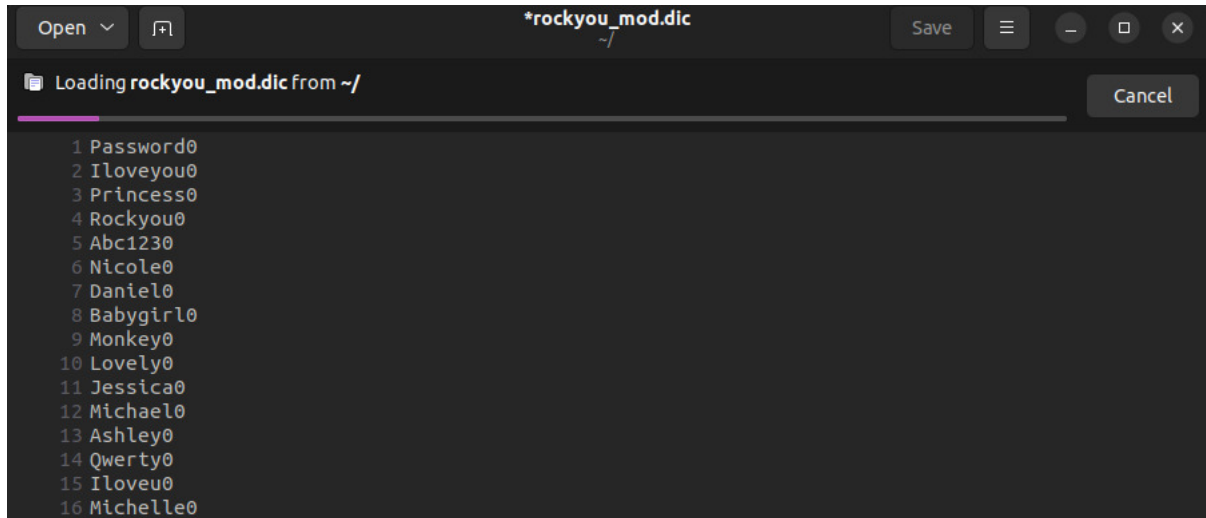 Open
*rockyou_mod.dic
~/
Save
Loading rockyou_mod.dic from ~/
Cancel
1 Password0
2 Iloveyou0
3 Princess0
4 Rockyou0
5 Abc1230
6 Nicole0
7 Daniel0
8 Babygirl0
9 Monkey0
10 Lovely0
11 Jessica0
12 Michael0
13 Ashley0
14 Qwerty0
15 Iloveu0
16 Michelle0